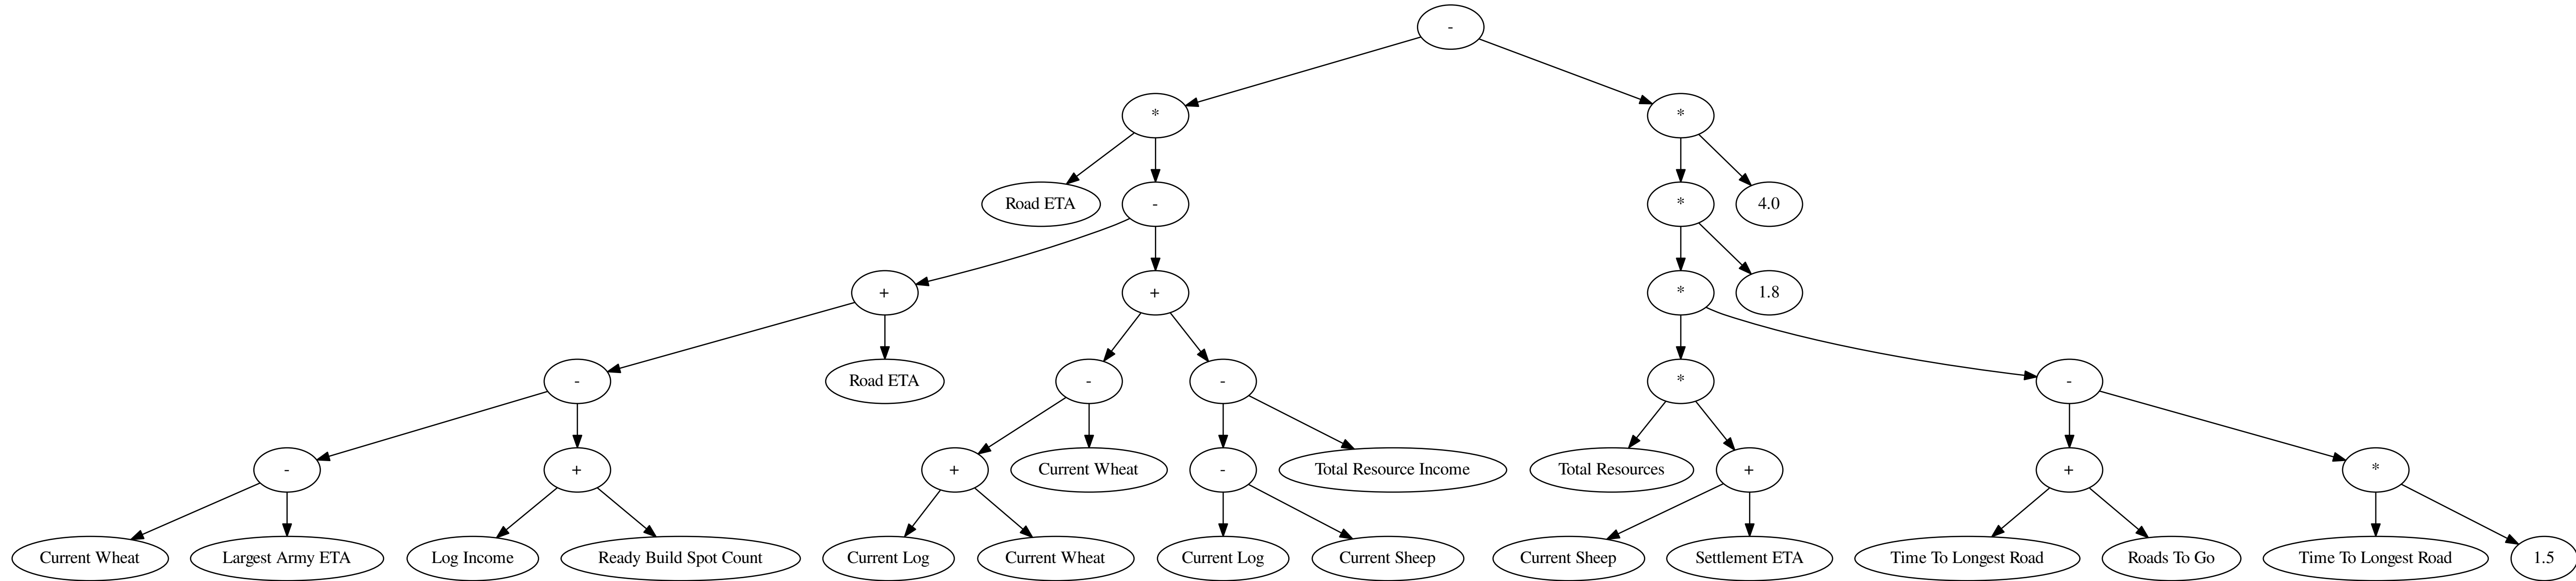 -
*
*
Road ETA
-
*
4.0
+
+
*
1.8
-
Road ETA
-
-
*
-
-
+
+
Current Wheat
-
Total Resource Income
Total Resources
+
+
*
Current Wheat
Largest Army ETA
Log Income
Ready Build Spot Count
Current Log
Current Wheat
Current Log
Current Sheep
Current Sheep
Settlement ETA
Time To Longest Road
Roads To Go
Time To Longest Road
1.5